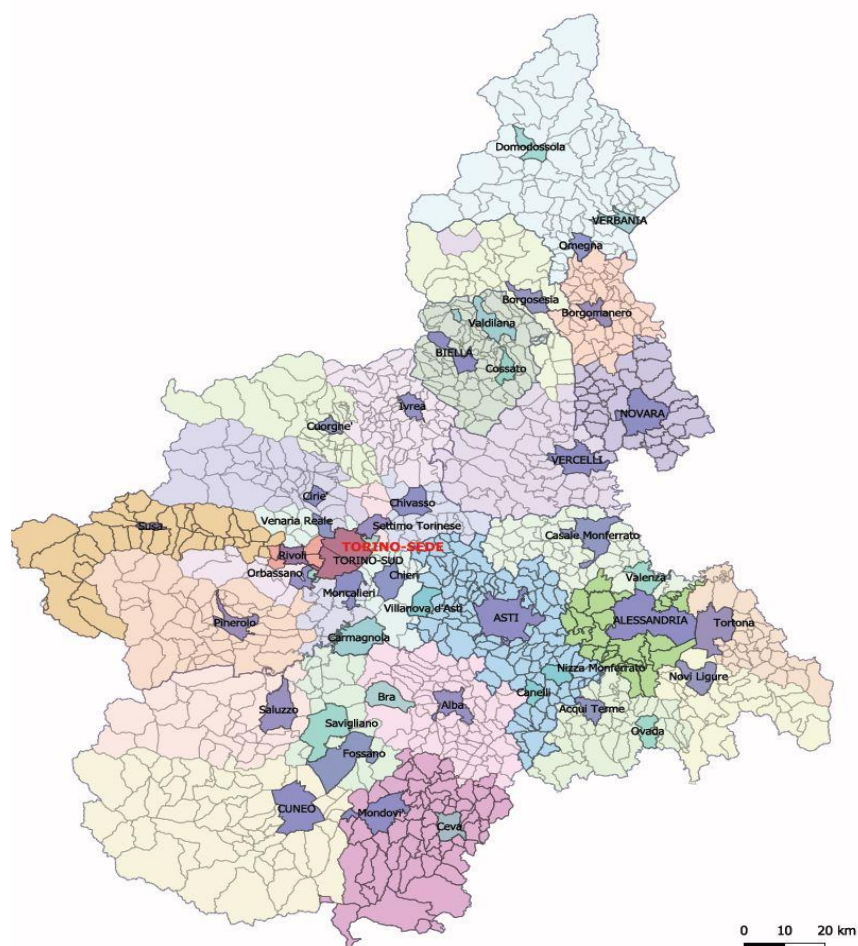 Domodossola
VERBANIA
Omegna
Borgosesia
Borgomanero
Valdilana
BIELLA
Cossato
Ivrea
NOVARA
Cuorghe'
VERCELLI
Cirie'
Chivasso
Susa
Venaria Reale
Settimo Torinese
Casale Monferrato
TORINO-SEDE
Rivoli
TORINO-SUD
Orbassano
Chieri
Valenza
Moncalieri
Villanova d'Asti
Pinerolo
ASTI
ALESSANDRIA
Tortona
Carmagnola
Nizza Monferrato
Novi Ligure
Bra
Canelli
Saluzzo
Alba
Acqui Terme
Savigliano
Ovada
Fossano
CUNEO
Mondovi'
Ceva
0 10 20 km